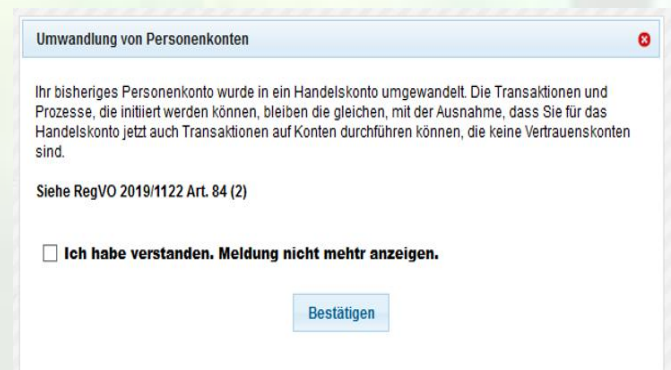 Umwandlung von Personenkonten
Ihr bisheriges Personenkonto wurde in ein Handelskonto umgewandelt. Die Transaktionen und
Prozesse, die initiiert werden können, bleiben die gleichen, mit der Ausnahme, dass Sie für das
Handelskonto jetzt auch Transaktionen auf Konten durchführen können, die keine Vertrauenskonten
sind.
Siehe RegVO 2019/1122 Art. 84 (2)
Ich habe verstanden. Meldung nicht mehtr anzeigen.
Bestätigen